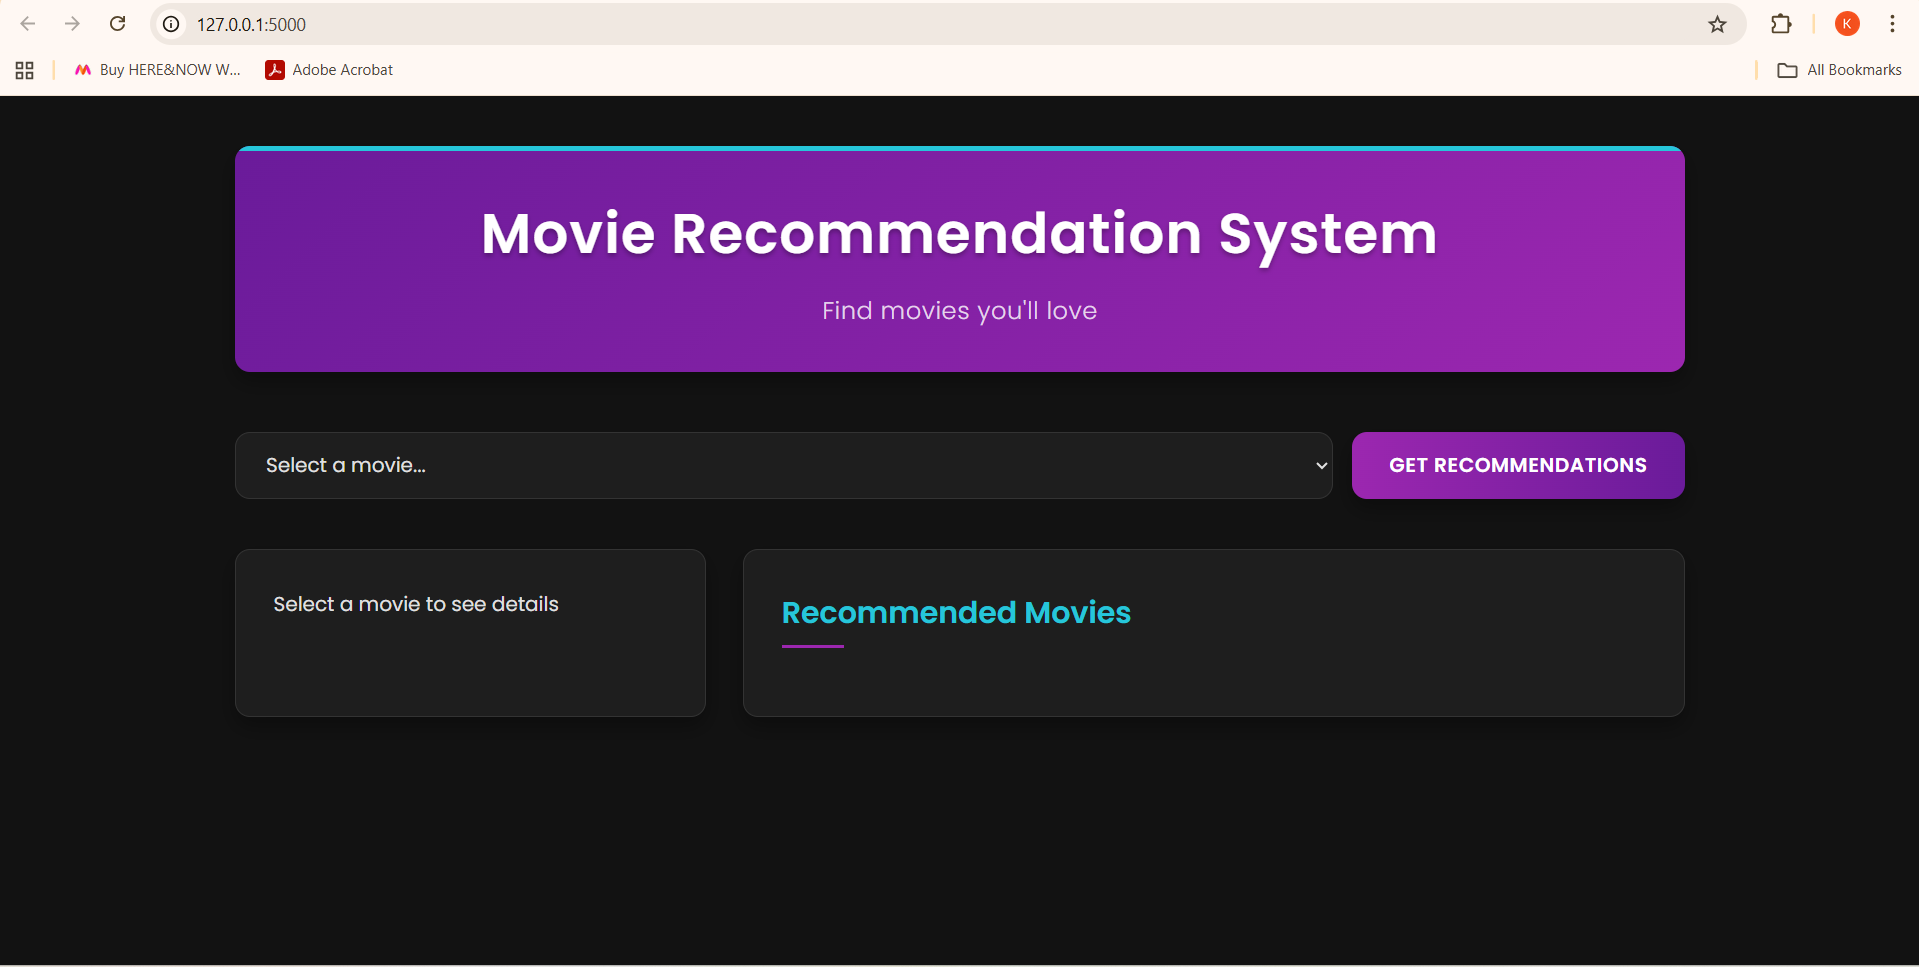 127.0.0.1:5000
K
Buy HERE&NOW W...
Adobe Acrobat
All Bookmarks
Movie Recommendation System
Find movies you'll love
Select a movie...
GET RECOMMENDATIONS
Select a movie to see details
Recommended Movies